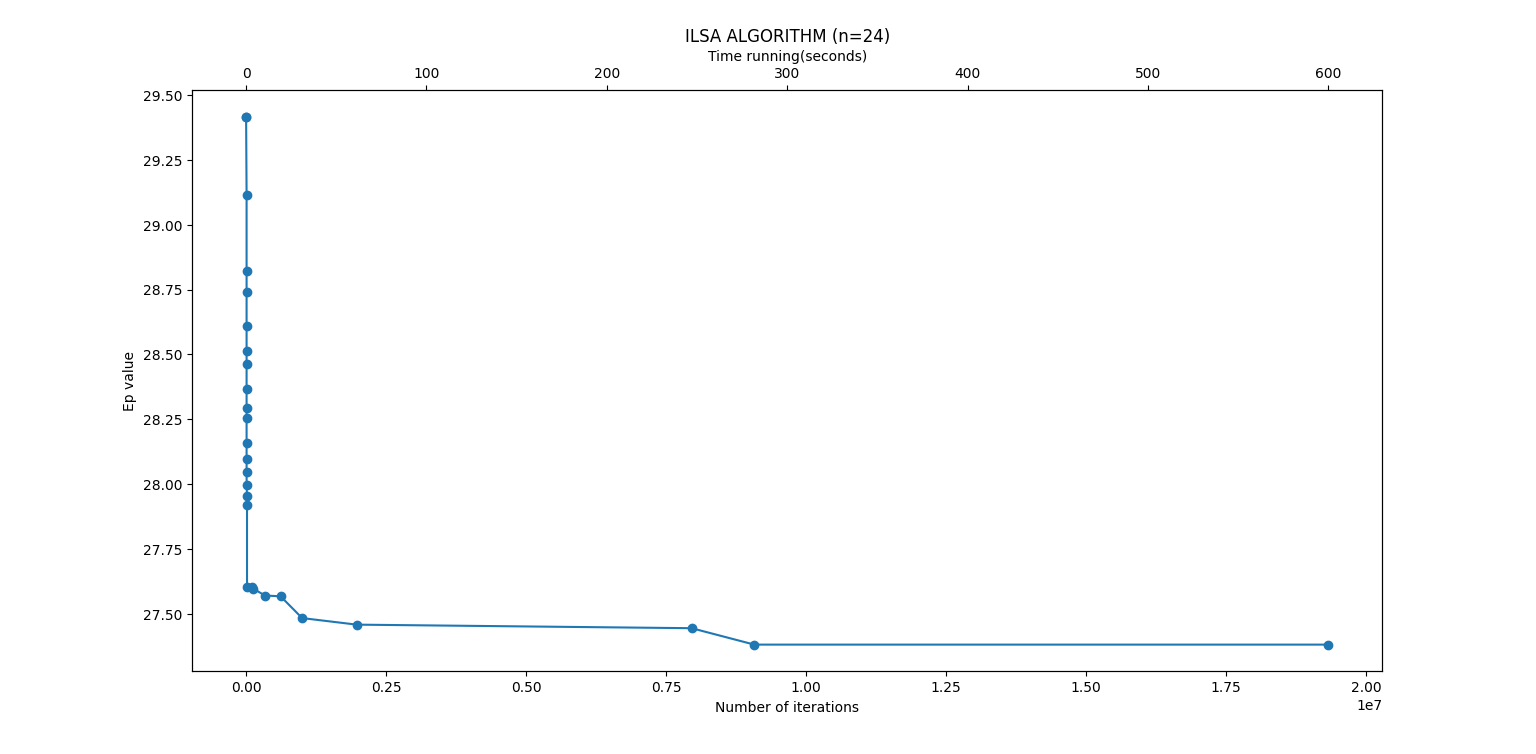 ILSA ALGORITHM (n=24)
Time running(seconds)
0 100 200 300 400 500 600
29.50
29.25
29.00
28.75
28.50
28.25
28.00
27.75
27.50
Ep value
0.00 0.25 0.50 0.75 1.00 1.25 1.50 1.75 2.00
1e7
Number of iterations